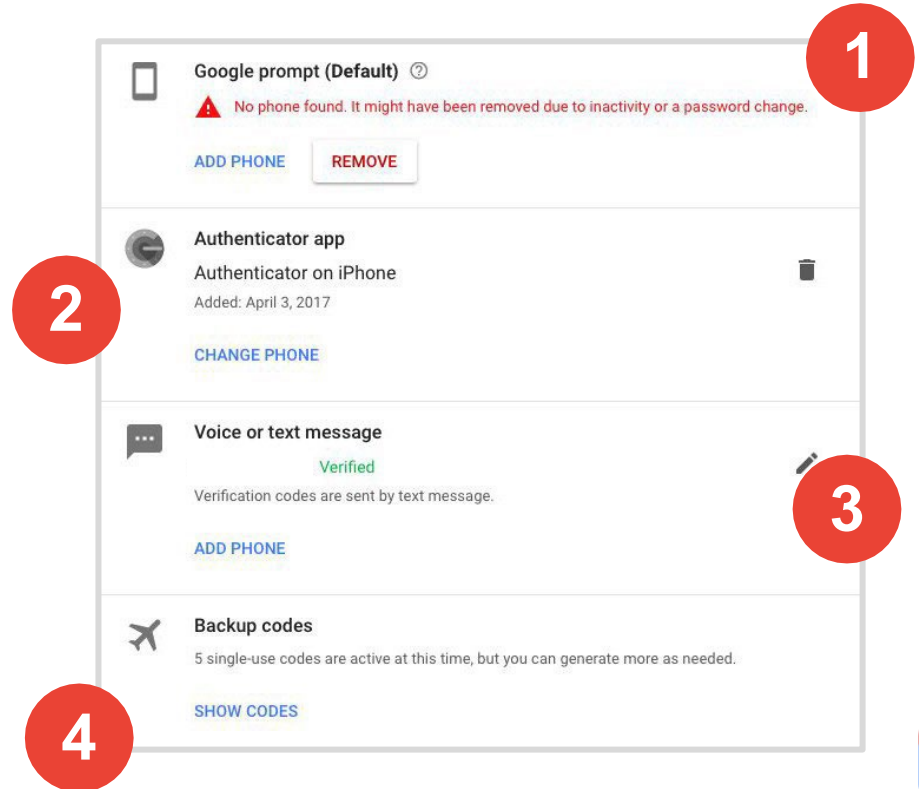 1
Google prompt (Default) ?
No phone found. It might have been removed due to inactivity or a password change.
ADD PHONE REMOVE
2
Authenticator app
Authenticator on iPhone
Added: April 3, 2017
CHANGE PHONE
3
Voice or text message
Verified
Verification codes are sent by text message.
ADD PHONE
4
Backup codes
5 single-use codes are active at this time, but you can generate more as needed.
SHOW CODES